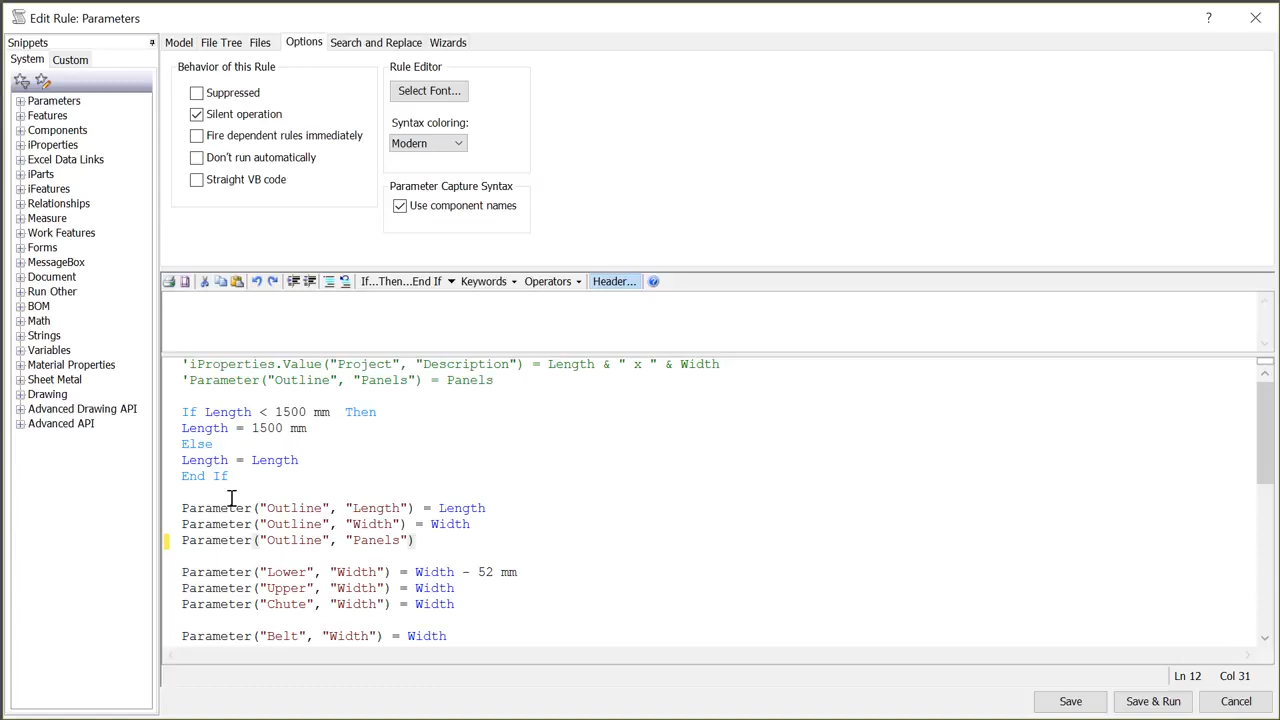 Edit Rule: Parameters
?
Snippets
System Custom
Parameters
Features
Components
iProperties
Excel Data Links
iParts
iFeatures
Relationships
Measure
Work Features
Forms
MessageBox
Document
Run Other
BOM
Math
Strings
Variables
Material Properties
Sheet Metal
Drawing
Advanced Drawing API
Advanced API
Model File Tree Files Options Search and Replace Wizards
Behavior of this Rule
Suppressed
Silent operation
Fire dependent rules immediately
Don't run automatically
Straight VB code
Rule Editor
Select Font...
Syntax coloring:
Modern
Parameter Capture Syntax
Use component names
If...Then...End If Keywords Operators Header...
'iProperties.Value("Project", "Description") = Length & " x " & Width
'Parameter("Outline", "Panels") = Panels
If Length < 1500 mm Then
Length = 1500 mm
Else
Length = Length
End If
Parameter("Outline", "Length") = Length
Parameter("Outline", "Width") = Width
Parameter("Outline", "Panels")
Parameter("Lower", "Width") = Width - 52 mm
Parameter("Upper", "Width") = Width
Parameter("Chute", "Width") = Width
Parameter("Belt", "Width") = Width
Ln 12 Col 31
Save Save & Run Cancel